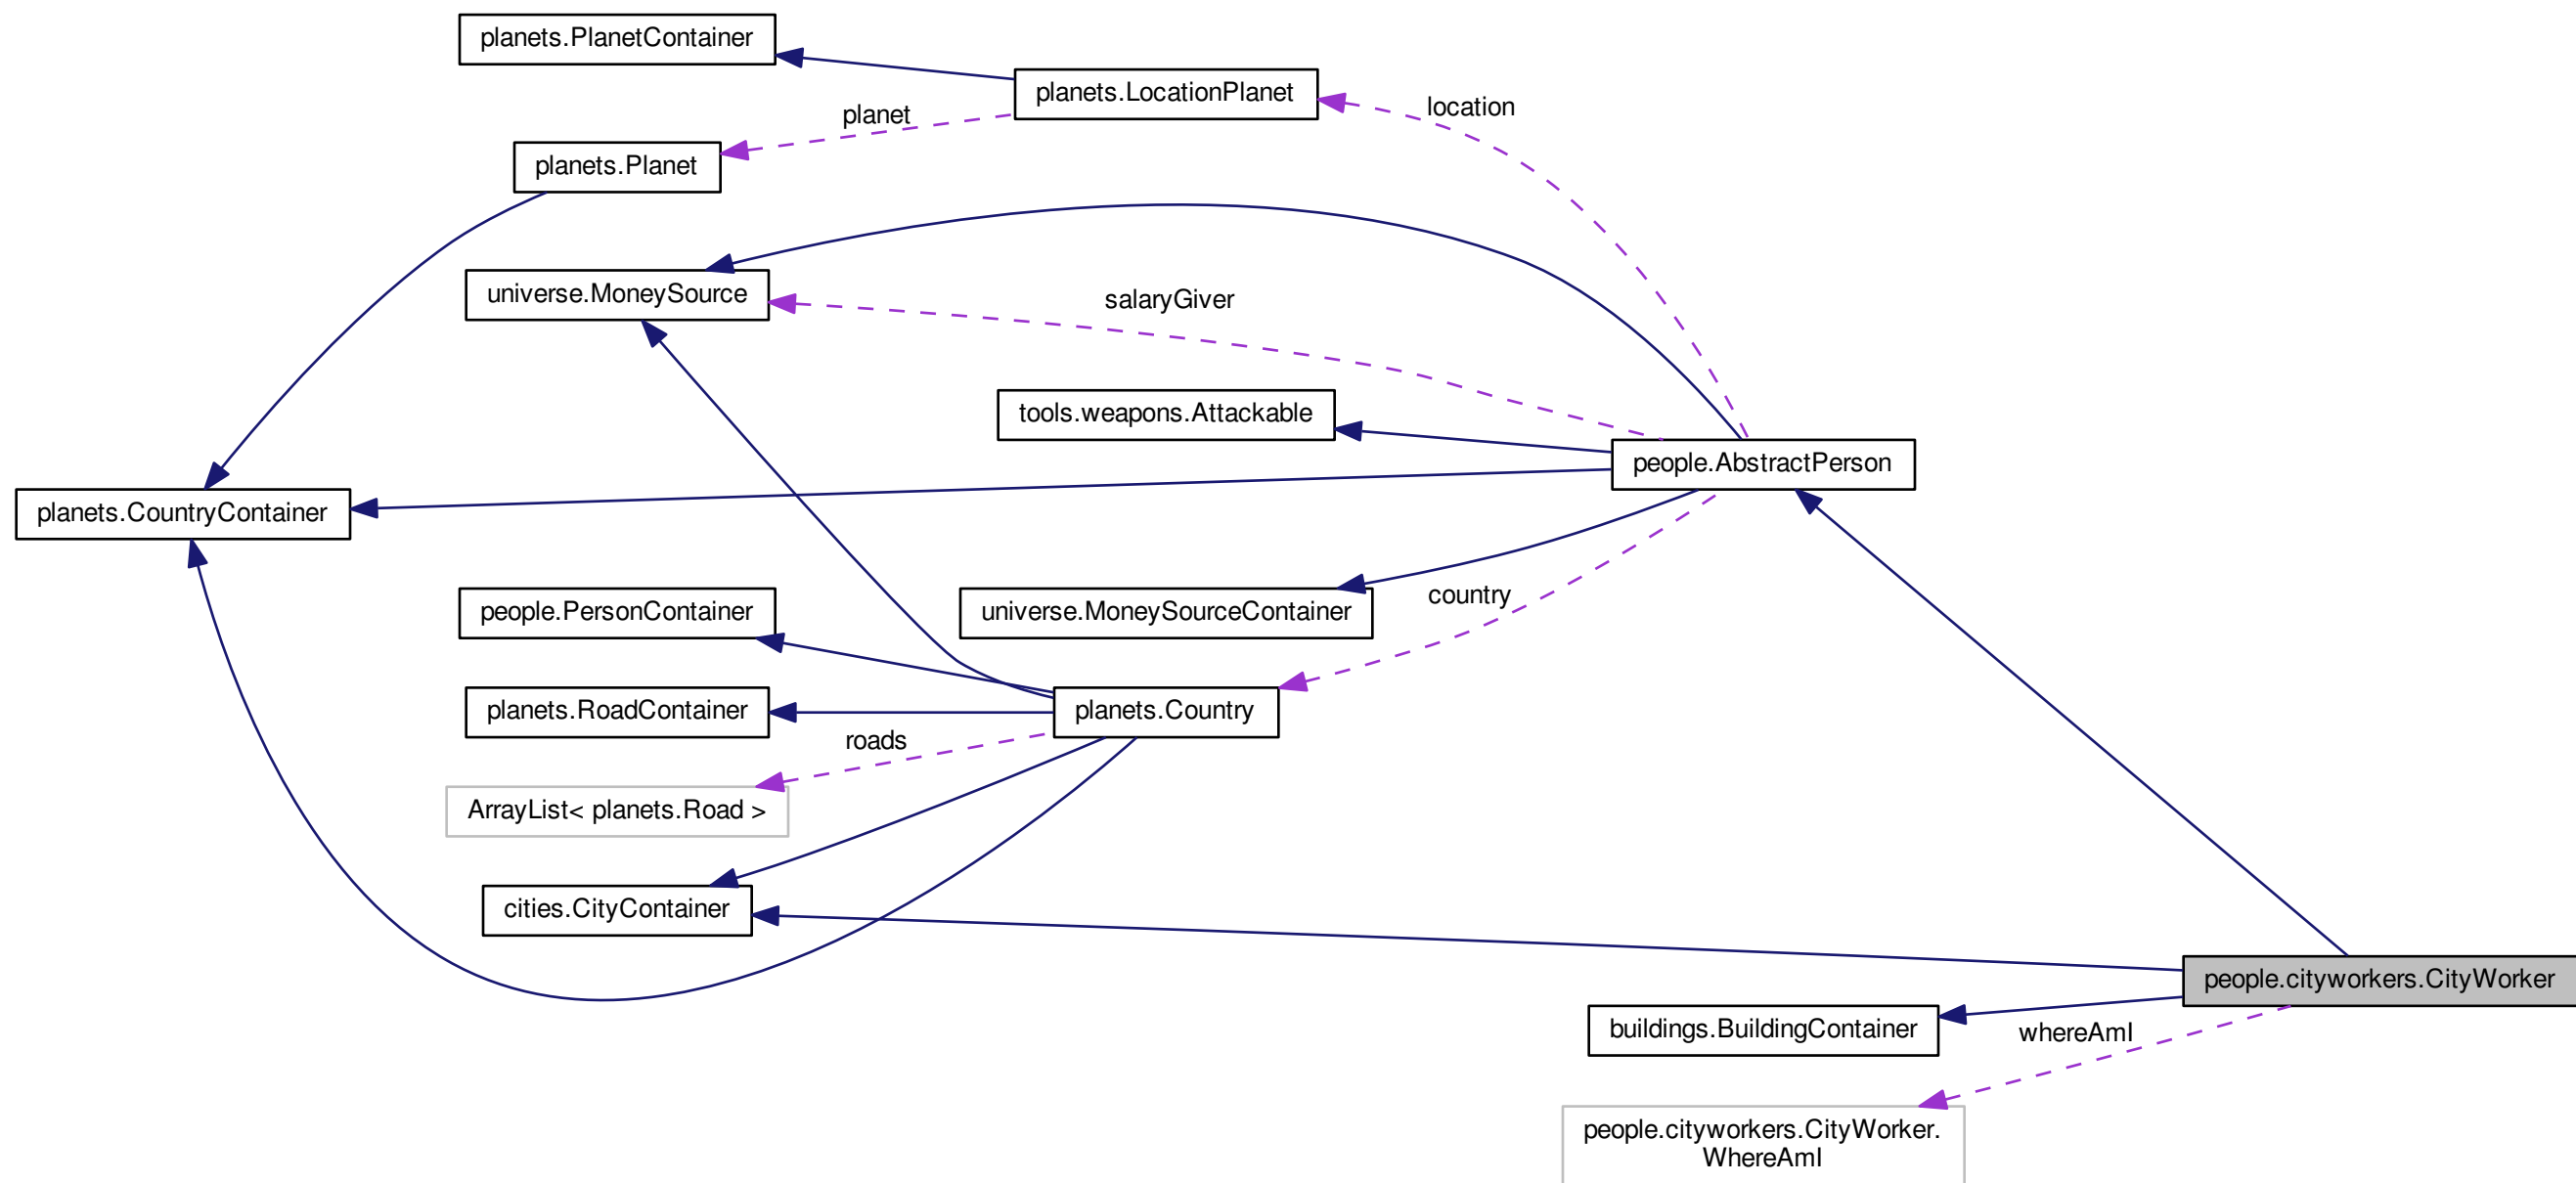 planets.PlanetContainer
planets.LocationPlanet
location
planet
planets.Planet
universe.MoneySource
salaryGiver
tools.weapons.Attackable
people.AbstractPerson
planets.CountryContainer
people.PersonContainer
universe.MoneySourceContainer
country
planets.RoadContainer
planets.Country
roads
ArrayList< planets.Road >
cities.CityContainer
people.cityworkers.CityWorker
buildings.BuildingContainer
whereAmI
people.cityworkers.CityWorker.
WhereAmI